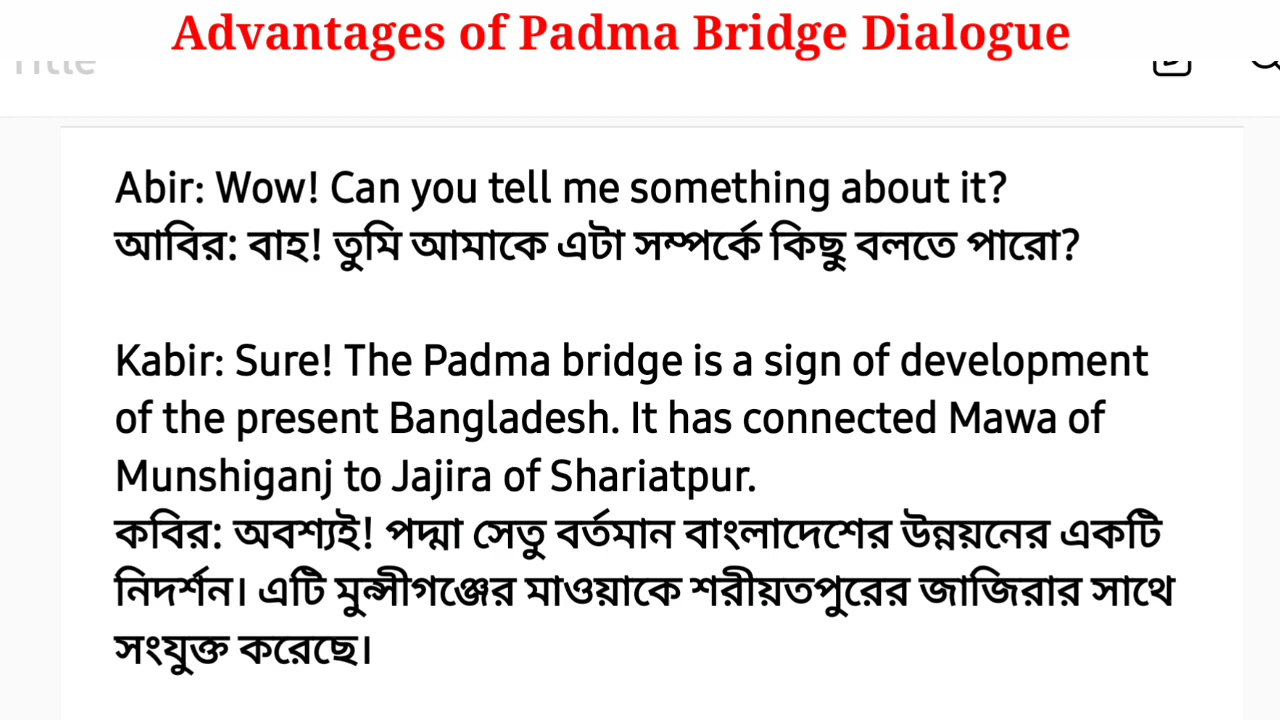 Advantages of Padma Bridge Dialogue
Title
Abir: Wow! Can you tell me something about it?
আবির: বাহ! তুমি আমাকে এটা সম্পর্কে কিছু বলতে পারো?
Kabir: Sure! The Padma bridge is a sign of development
of the present Bangladesh. It has connected Mawa of
Munshiganj to Jajira of Shariatpur.
কবির: অবশ্যই! পদ্মা সেতু বর্তমান বাংলাদেশের উন্নয়নের একটি
নিদর্শন। এটি মুন্সীগঞ্জের মাওয়াকে শরীয়তপুরের জাজিরার সাথে
সংযুক্ত করেছে।